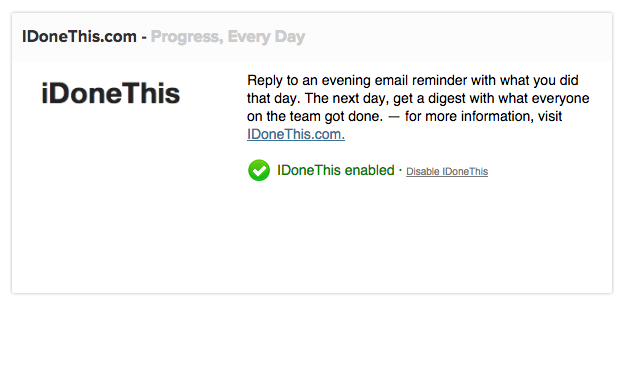 IDoneThis.com - Progress, Every Day
iDoneThis
Reply to an evening email reminder with what you did
that day. The next day, get a digest with what everyone
on the team got done. — for more information, visit
IDoneThis.com.
IDoneThis enabled · Disable IDoneThis